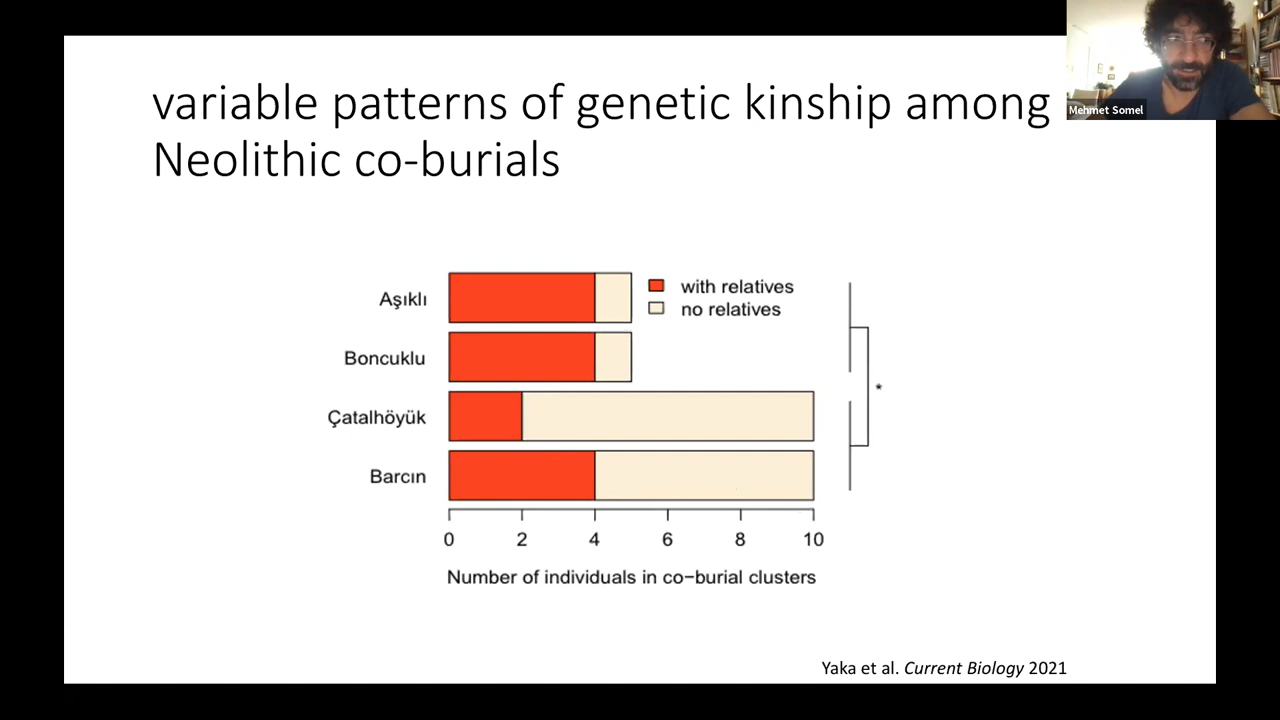 variable patterns of genetic kinship among
Neolithic co-burials
Mehmet Somel
Aşıklı
Boncuklu
Çatalhöyük
Barcın
with relatives
no relatives
*
0 2 4 6 8 10
Number of individuals in co−burial clusters
Yaka et al. Current Biology 2021